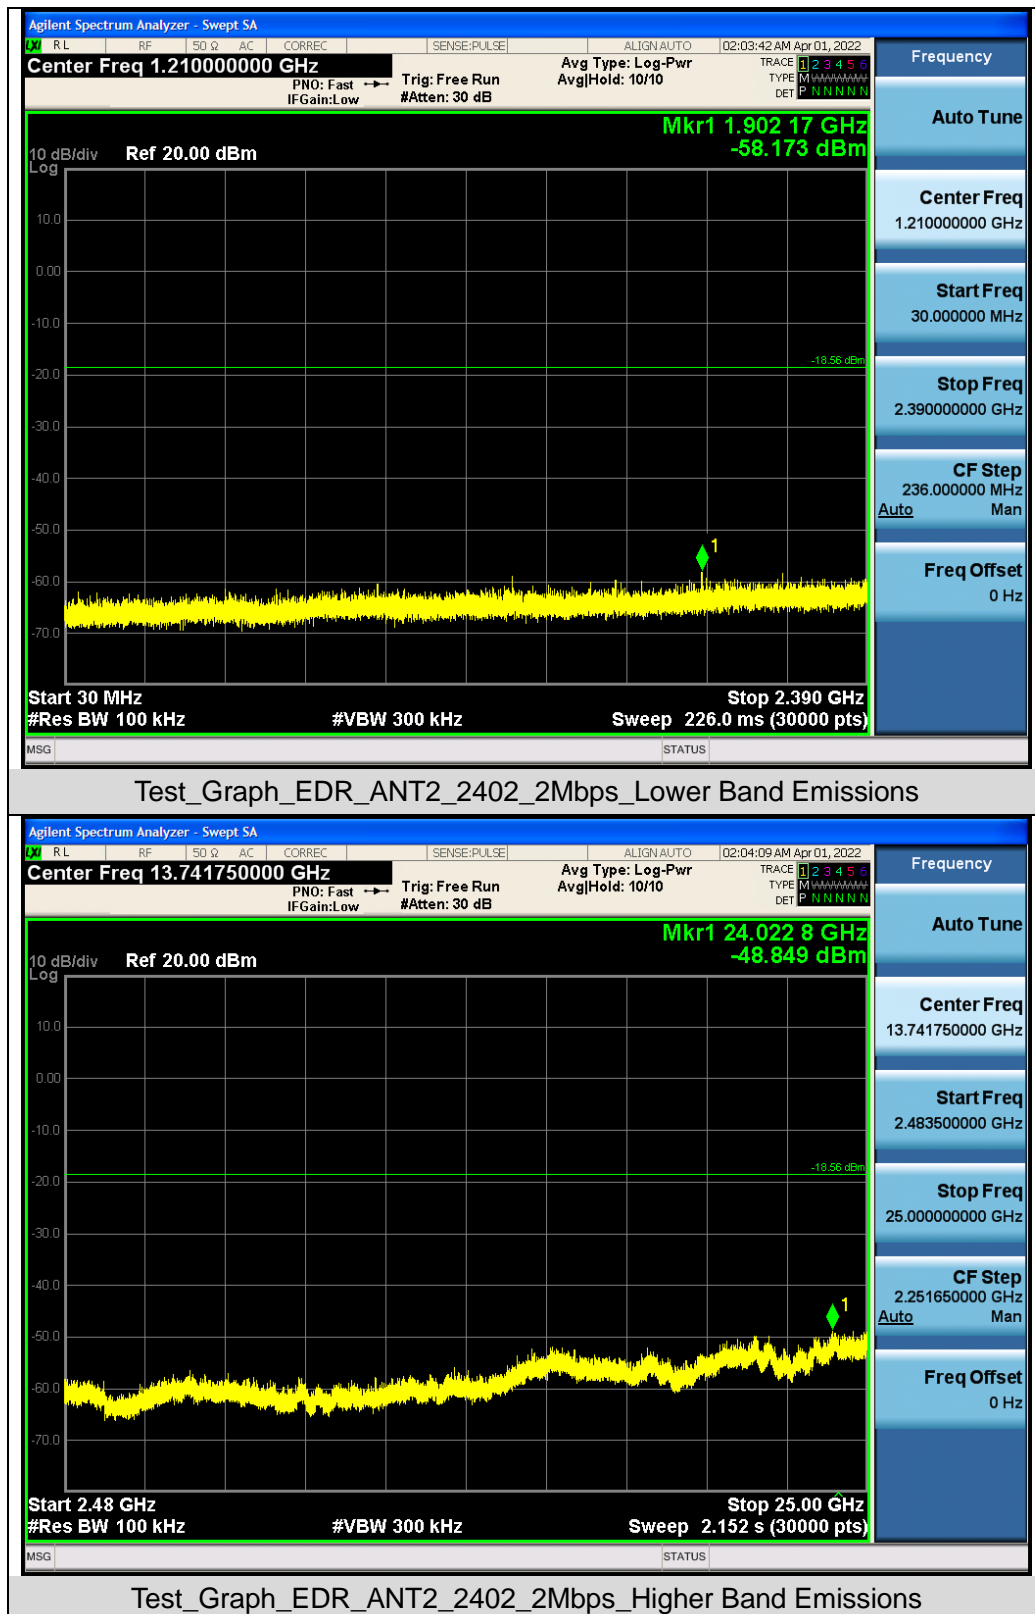 Agilent Spectrum Analyzer - Swept SA
LXI RL RF 50 Ω AC CORREC SENSE:PULSE ALIGN AUTO 02:03:42 AM Apr 01, 2022
Center Freq 1.210000000 GHz
PNO: Fast
IFGain:Low
Trig: Free Run
#Atten: 30 dB
Avg Type: Log-Pwr
Avg|Hold: 10/10
TRACE 1 2 3 4 5 6
TYPE M
DET P N N N N N
Mkr1 1.902 17 GHz
-58.173 dBm
10 dB/div Ref 20.00 dBm
Log
10.0
0.00
-10.0
-18.56 dBm
-20.0
-30.0
-40.0
-50.0
1
-60.0
-70.0
Start 30 MHz Stop 2.390 GHz
#Res BW 100 kHz #VBW 300 kHz Sweep 226.0 ms (30000 pts)
MSG STATUS
Frequency
Auto Tune
Center Freq
1.210000000 GHz
Start Freq
30.000000 MHz
Stop Freq
2.390000000 GHz
CF Step
236.000000 MHz
Auto Man
Freq Offset
0 Hz
Test_Graph_EDR_ANT2_2402_2Mbps_Lower Band Emissions
Agilent Spectrum Analyzer - Swept SA
LXI RL RF 50 Ω AC CORREC SENSE:PULSE ALIGN AUTO 02:04:09 AM Apr 01, 2022
Center Freq 13.741750000 GHz
PNO: Fast
IFGain:Low
Trig: Free Run
#Atten: 30 dB
Avg Type: Log-Pwr
Avg|Hold: 10/10
TRACE 1 2 3 4 5 6
TYPE M
DET P N N N N N
Mkr1 24.022 8 GHz
-48.849 dBm
10 dB/div Ref 20.00 dBm
Log
10.0
0.00
-10.0
-18.56 dBm
-20.0
-30.0
-40.0
1
-50.0
-60.0
-70.0
Start 2.48 GHz Stop 25.00 GHz
#Res BW 100 kHz #VBW 300 kHz Sweep 2.152 s (30000 pts)
MSG STATUS
Frequency
Auto Tune
Center Freq
13.741750000 GHz
Start Freq
2.483500000 GHz
Stop Freq
25.000000000 GHz
CF Step
2.251650000 GHz
Auto Man
Freq Offset
0 Hz
Test_Graph_EDR_ANT2_2402_2Mbps_Higher Band Emissions